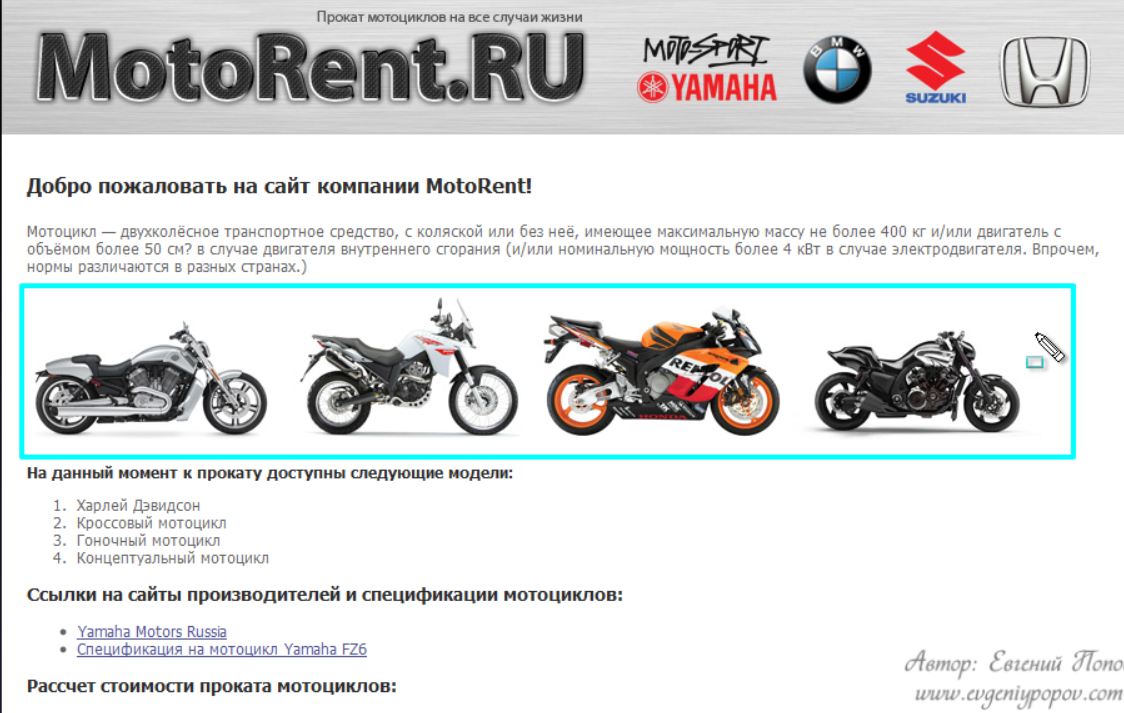 Прокат мотоциклов на все случаи жизни
MotoRent.RU
MOTO-SPORT
YAMAHA
BMW
SUZUKI
Добро пожаловать на сайт компании MotoRent!
Мотоцикл — двухколёсное транспортное средство, с коляской или без неё, имеющее максимальную массу не более 400 кг и/или двигатель с
объёмом более 50 см? в случае двигателя внутреннего сгорания (и/или номинальную мощность более 4 кВт в случае электродвигателя. Впрочем,
нормы различаются в разных странах.)
HONDA
На данный момент к прокату доступны следующие модели:
1. Харлей Дэвидсон
2. Кроссовый мотоцикл
3. Гоночный мотоцикл
4. Концептуальный мотоцикл
Ссылки на сайты производителей и спецификации мотоциклов:
• Yamaha Motors Russia
• Спецификация на мотоцикл Yamaha FZ6
Рассчет стоимости проката мотоциклов:
Автор: Евгений Попо
www.evgeniypopov.com